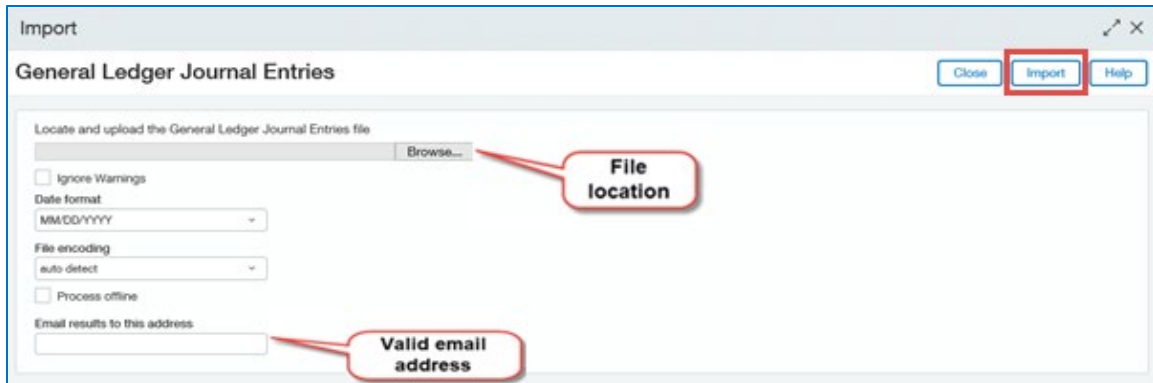 Import
General Ledger Journal Entries
Close Import Help
Locate and upload the General Ledger Journal Entries file
Browse...
File
location
Ignore Warnings
Date format
MM/DD/YYYY
File encoding
auto detect
Process offline
Email results to this address
Valid email
address